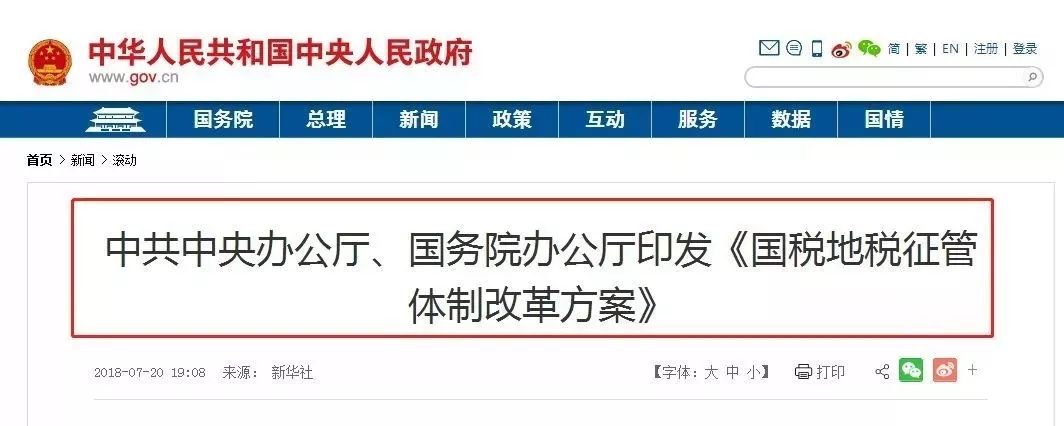 中华人民共和国中央人民政府
www.gov.cn
简 | 繁 | EN | 注册 | 登录
国务院 总理 新闻 政策 互动 服务 数据 国情
首页 > 新闻 > 滚动
中共中央办公厅、国务院办公厅印发《国税地税征管
体制改革方案》
2018-07-20 19:08 来源： 新华社 【字体：大 中 小】 打印